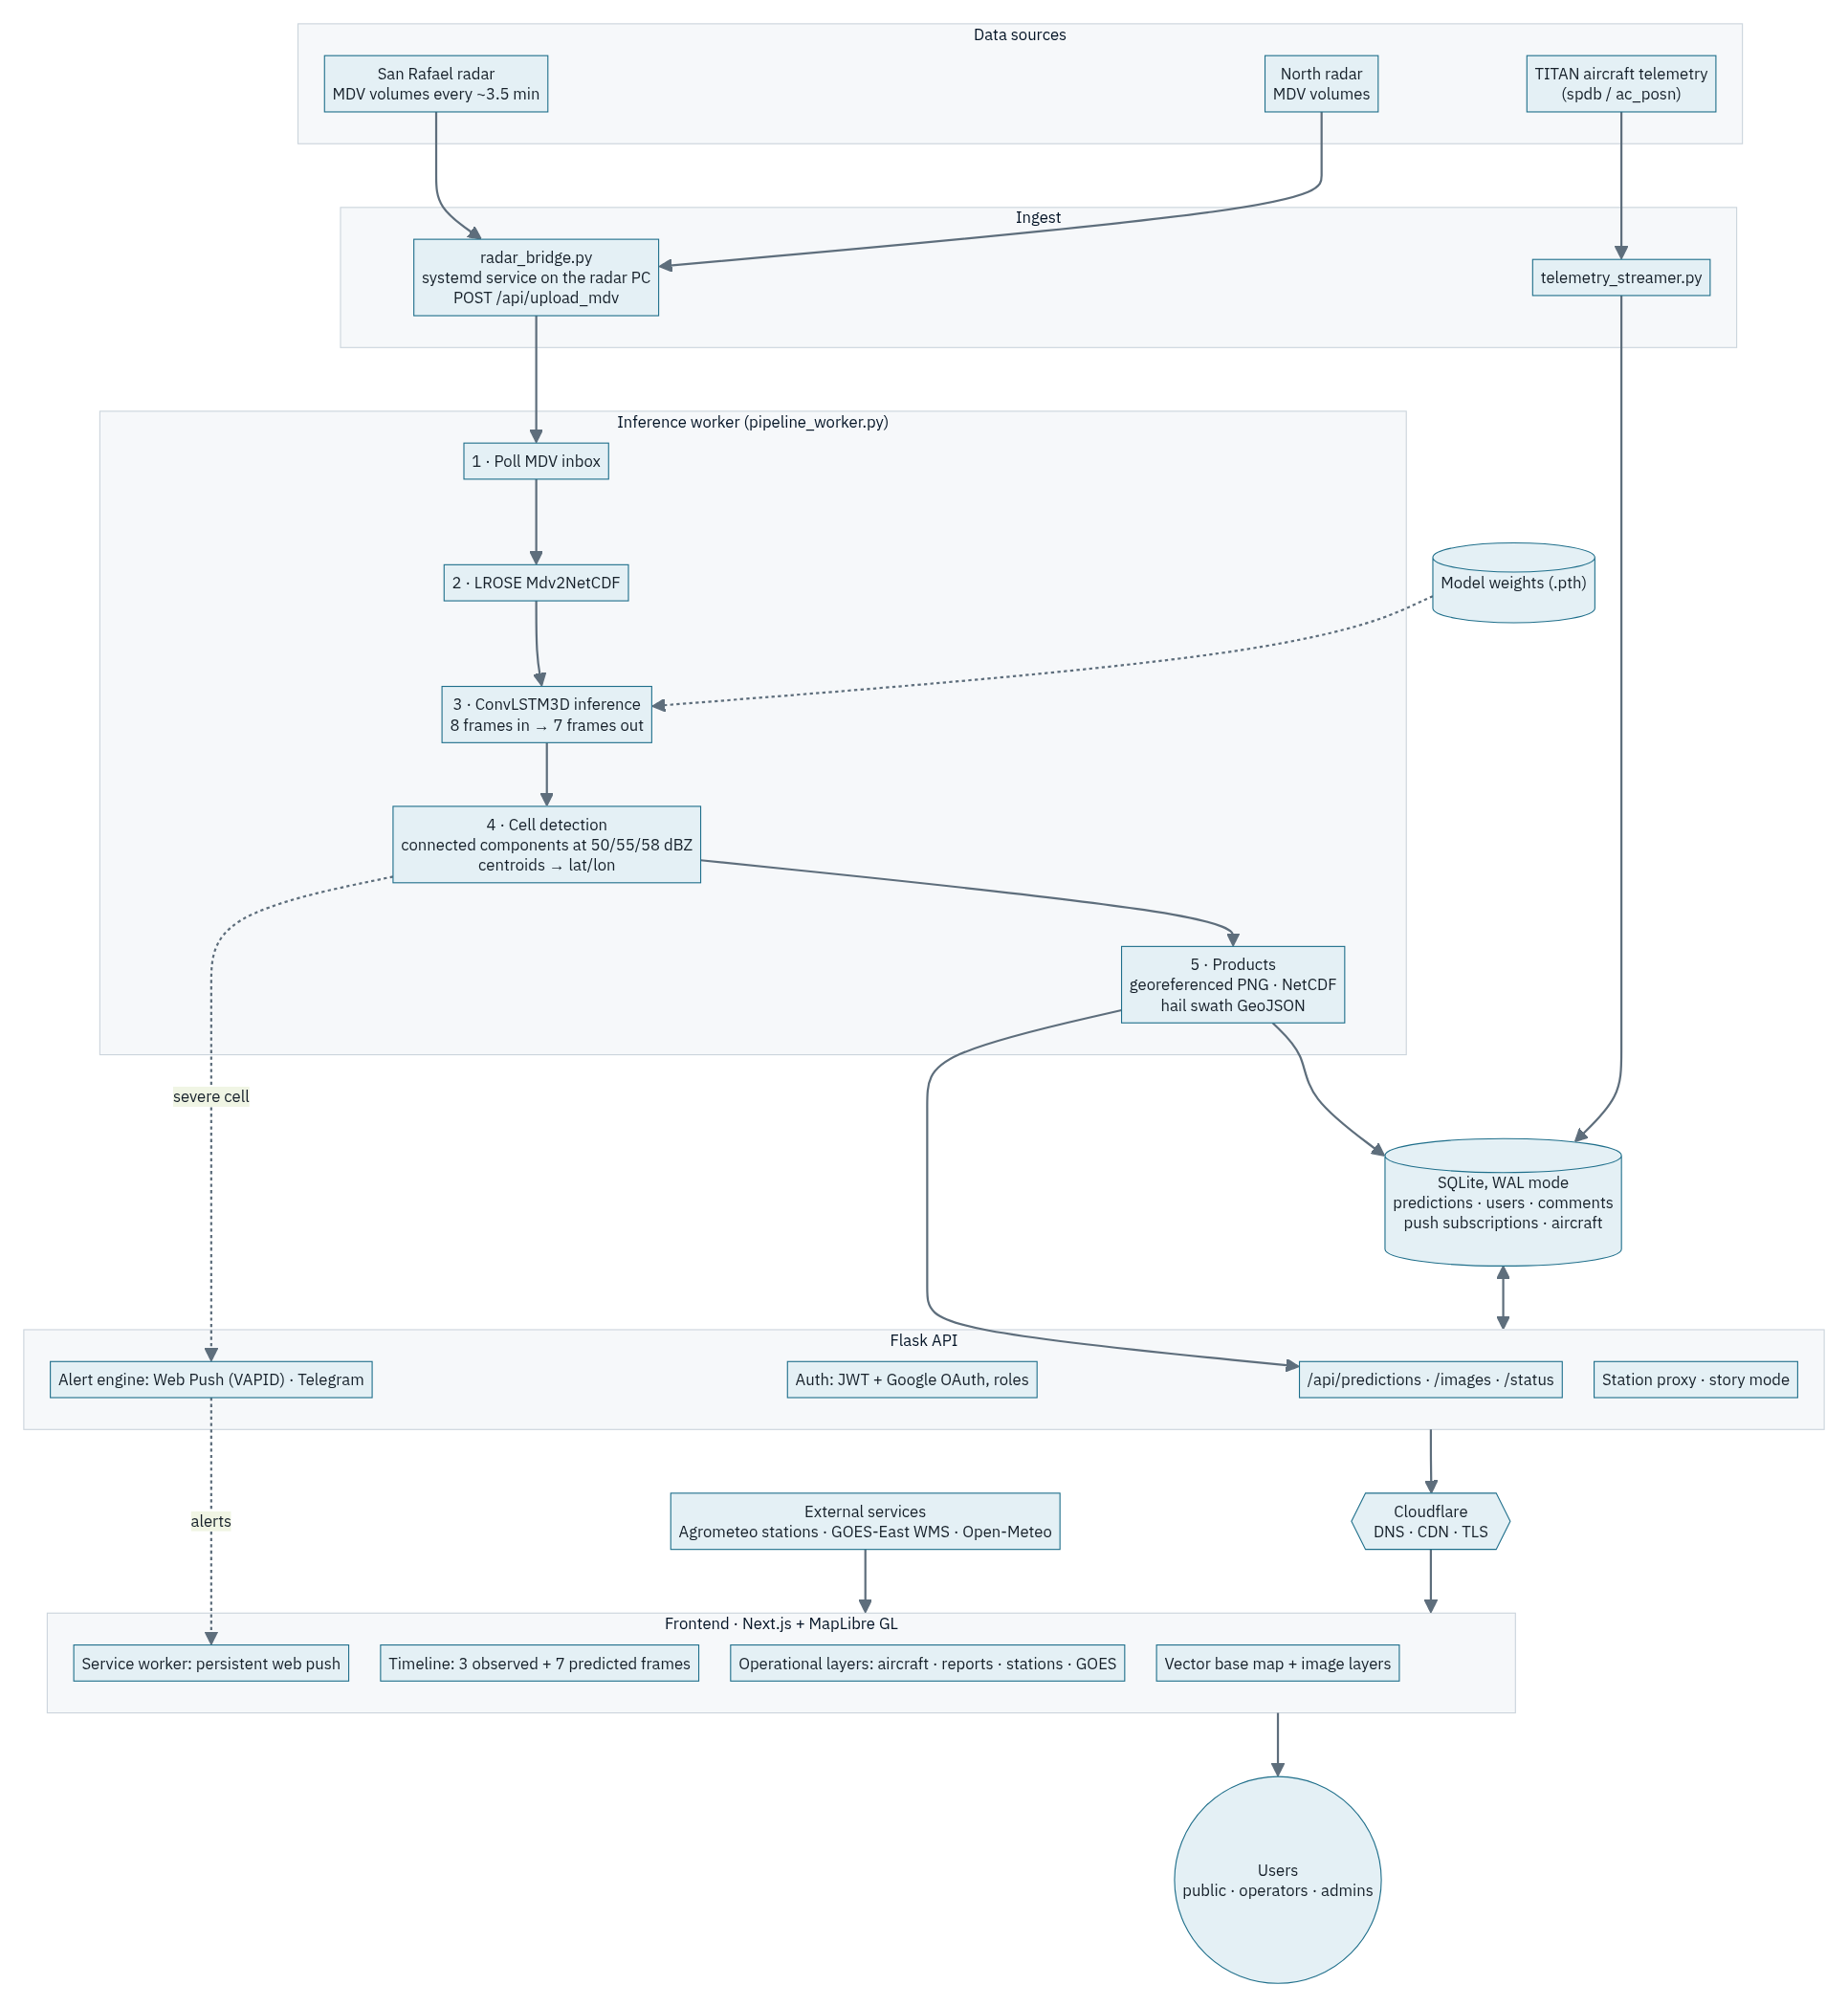 Data sources
San Rafael radar
MDV volumes every ~3.5 min
North radar
MDV volumes
TITAN aircraft telemetry
(spdb / ac_posn)
Ingest
radar_bridge.py
systemd service on the radar PC
POST /api/upload_mdv
telemetry_streamer.py
Inference worker (pipeline_worker.py)
1 · Poll MDV inbox
2 · LROSE Mdv2NetCDF
Model weights (.pth)
3 · ConvLSTM3D inference
8 frames in → 7 frames out
4 · Cell detection
connected components at 50/55/58 dBZ
centroids → lat/lon
5 · Products
georeferenced PNG · NetCDF
hail swath GeoJSON
severe cell
SQLite, WAL mode
predictions · users · comments
push subscriptions · aircraft
Flask API
Alert engine: Web Push (VAPID) · Telegram
Auth: JWT + Google OAuth, roles
/api/predictions · /images · /status
Station proxy · story mode
alerts
External services
Agrometeo stations · GOES-East WMS · Open-Meteo
Cloudflare
DNS · CDN · TLS
Frontend · Next.js + MapLibre GL
Service worker: persistent web push
Timeline: 3 observed + 7 predicted frames
Operational layers: aircraft · reports · stations · GOES
Vector base map + image layers
Users
public · operators · admins